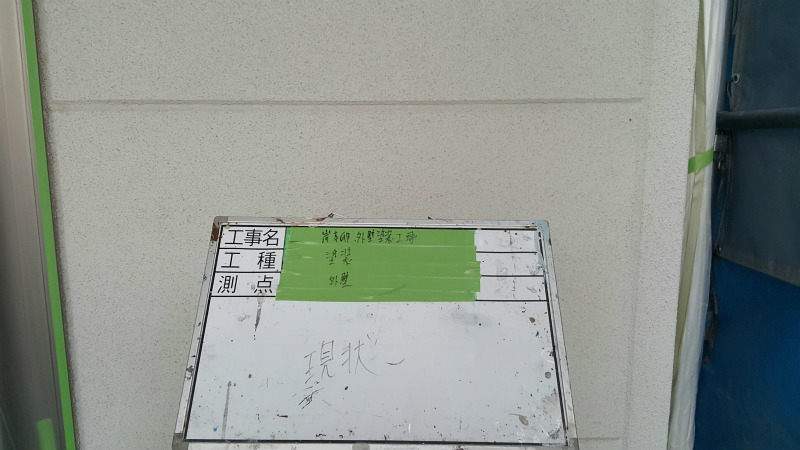 工事名 外壁塗装工事
工種 塗装
測点 外壁
現状